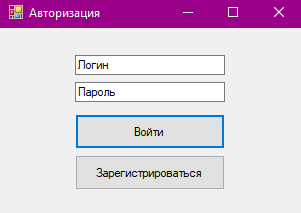 Авторизация
Логин
Пароль
Войти
Зарегистрироваться